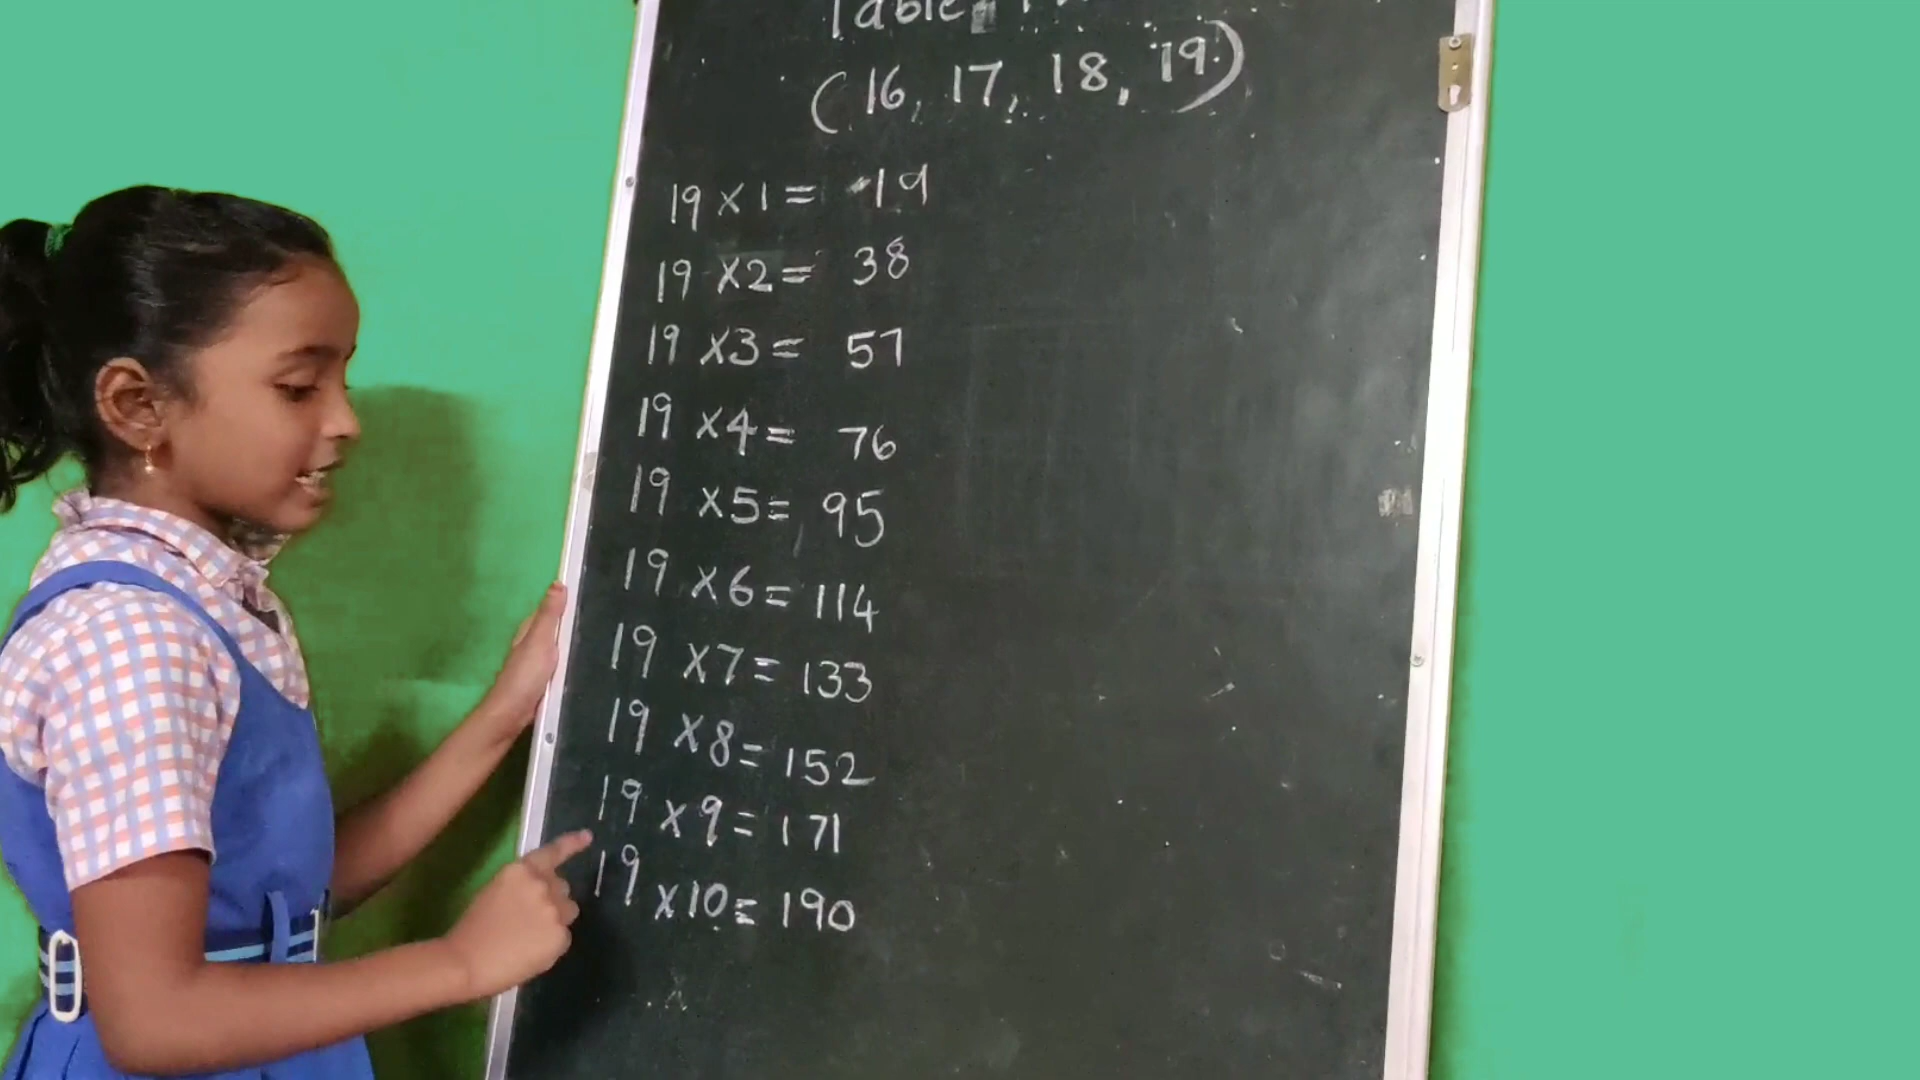 Table
(16, 17, 18, 19)
19 × 1 = 19
19 × 2 = 38
19 × 3 = 57
19 × 4 = 76
19 × 5 = 95
19 × 6 = 114
19 × 7 = 133
19 × 8 = 152
19 × 9 = 171
19 × 10 = 190